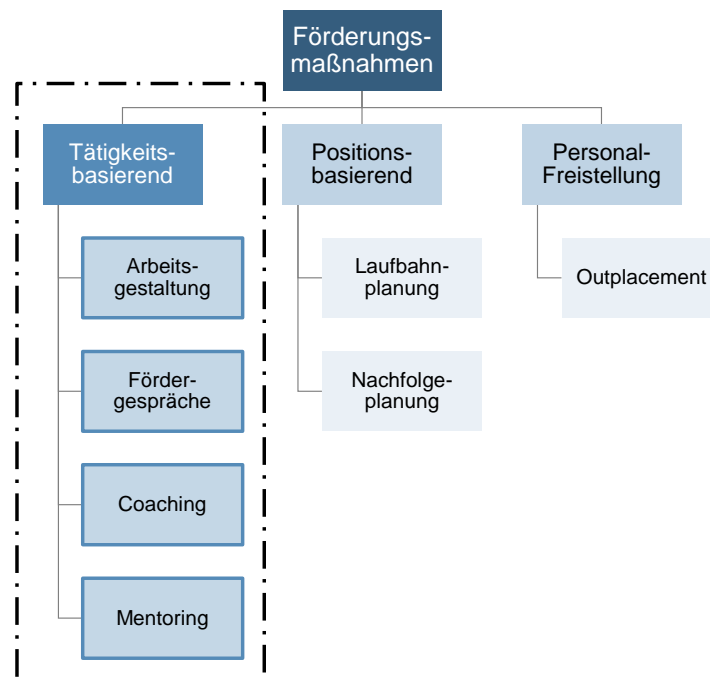 Förderungs-
maßnahmen
Tätigkeits-
basierend
Arbeits-
gestaltung
Förder-
gespräche
Coaching
Mentoring
Positions-
basierend
Laufbahn-
planung
Nachfolge-
planung
Personal-
Freistellung
Outplacement